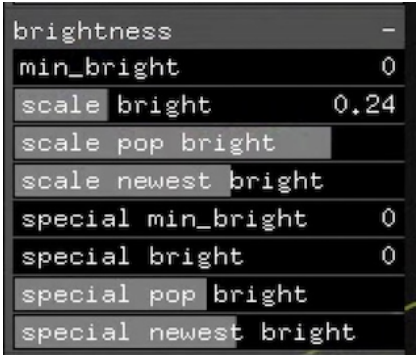 brightness -
min_bright 0
scale bright 0.24
scale pop bright
scale newest bright
special min_bright 0
special bright 0
special pop bright
special newest bright